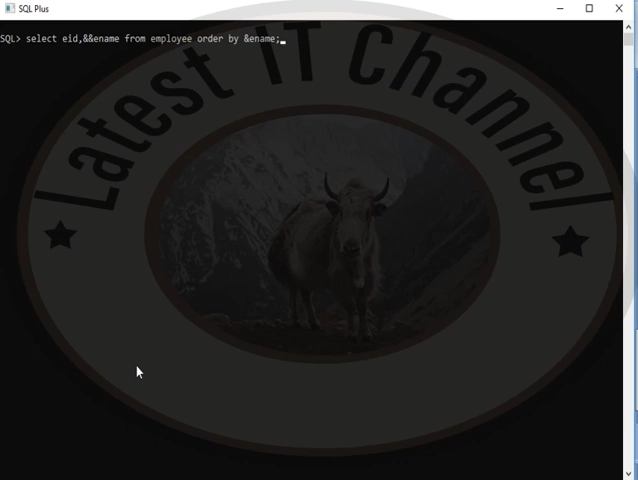 SQL Plus
SQL> select eid,&&ename from employee order by &ename;
Latest IT Channel